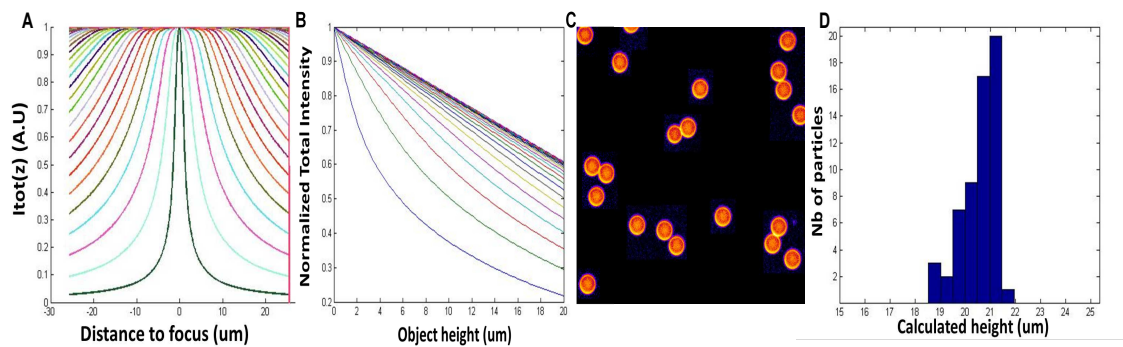 A
Itot(z) (A.U)
1
0.9
0.8
0.7
0.6
0.5
0.4
0.3
0.2
0.1
0
-30 -20 -10 0 10 20 30
Distance to focus (um)
B
Normalized Total Intensity
1
0.9
0.8
0.7
0.6
0.5
0.4
0.3
0.2
0 2 4 6 8 10 12 14 16 18 20
Object height (um)
C
D
Nb of particles
20
18
16
14
12
10
8
6
4
2
15 16 17 18 19 20 21 22 23 24 25
Calculated height (um)